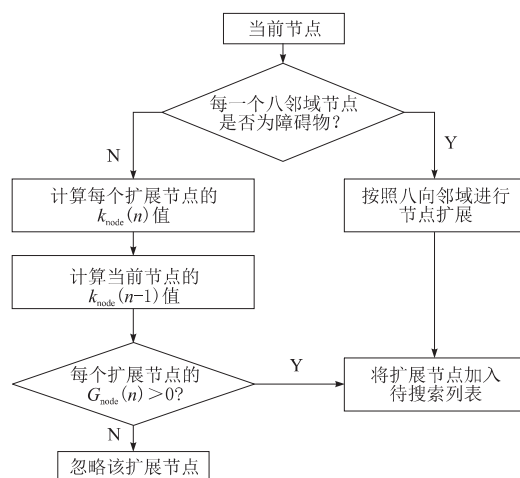 当前节点
每一个八邻域节点
是否为障碍物?
N
Y
计算每个扩展节点的
k_node(n)值
按照八向邻域进行
节点扩展
计算当前节点的
k_node(n-1)值
每个扩展节点的
G_node(n)>0?
Y
将扩展节点加入
待搜索列表
N
忽略该扩展节点